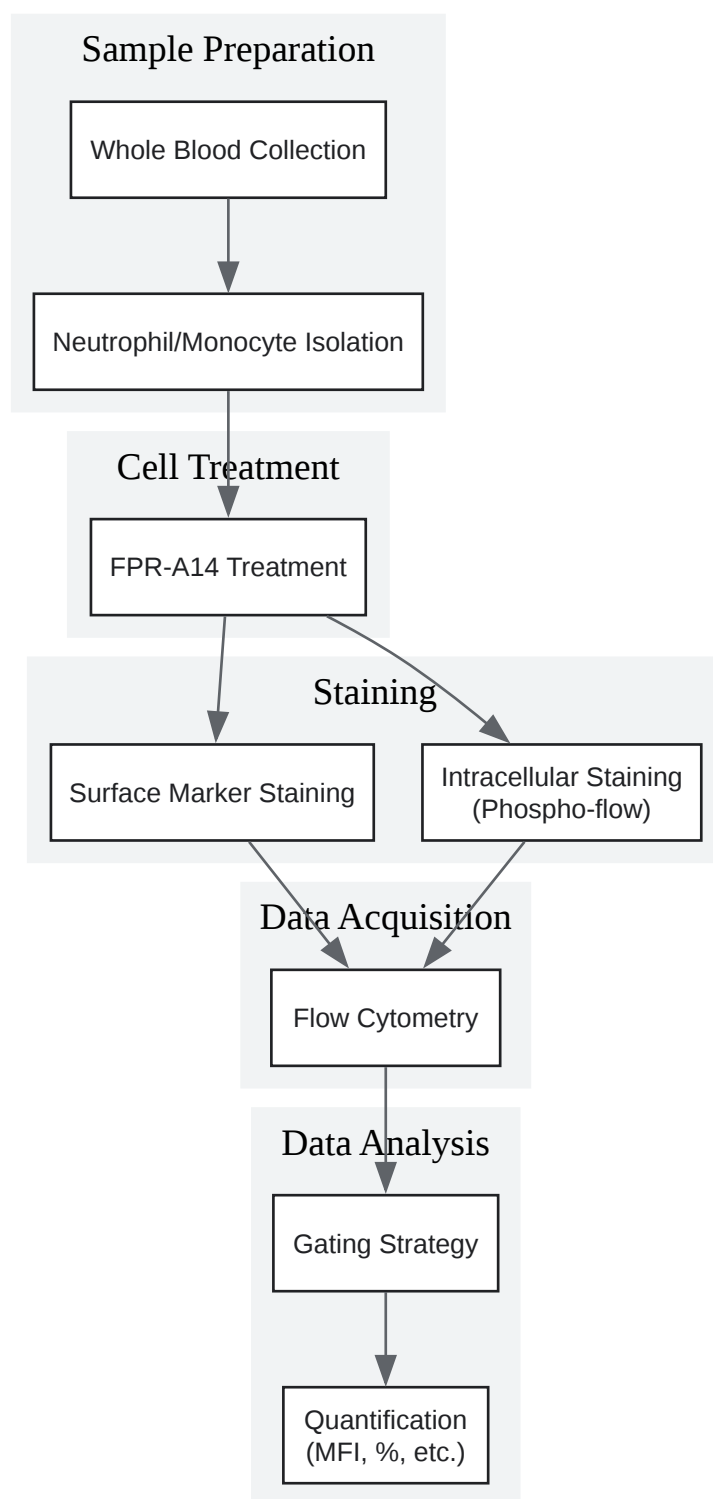 Sample Preparation
Whole Blood Collection
Neutrophil/Monocyte Isolation
Cell Treatment
FPR-A14 Treatment
Staining
Surface Marker Staining
Intracellular Staining
(Phospho-flow)
Data Acquisition
Flow Cytometry
Data Analysis
Gating Strategy
Quantification
(MFI, %, etc.)